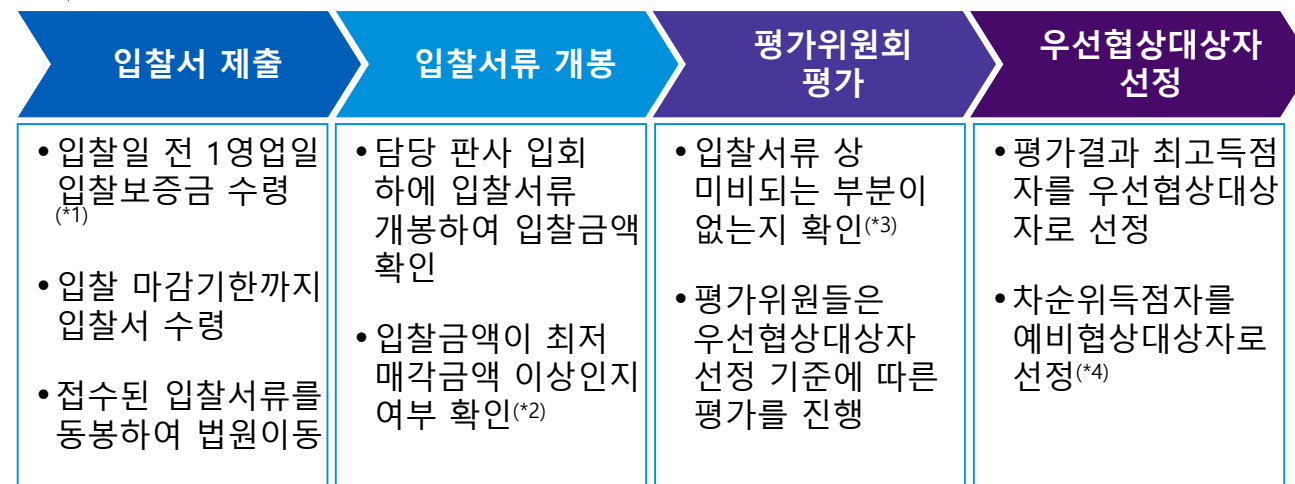 입찰서 제출
입찰서류 개봉
평가위원회
평가
우선협상대상자
선정
•입찰일 전 1영업일
입찰보증금 수령
(*1)
•입찰 마감기한까지
입찰서 수령
•접수된 입찰서류를
동봉하여 법원이동
•담당 판사 입회
하에 입찰서류
개봉하여 입찰금액
확인
•입찰금액이 최저
매각금액 이상인지
여부 확인(*2)
•입찰서류 상
미비되는 부분이
없는지 확인(*3)
•평가위원들은
우선협상대상자
선정 기준에 따른
평가를 진행
•평가결과 최고득점
자를 우선협상대상
자로 선정
•차순위득점자를
예비협상대상자로
선정(*4)